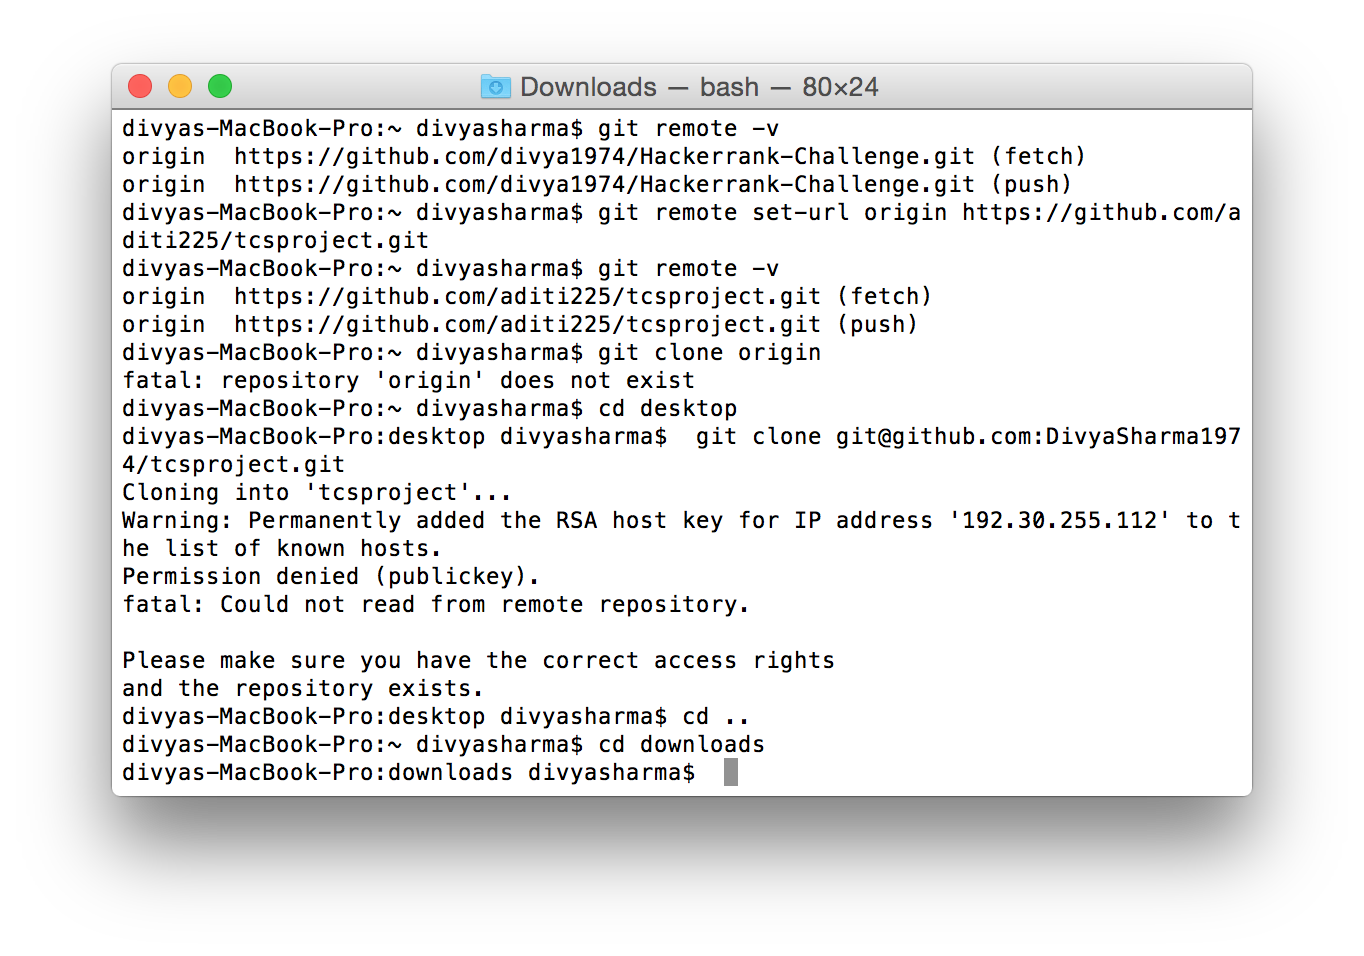 Downloads — bash — 80×24
divyas-MacBook-Pro:~ divyasharma$ git remote -v
origin  https://github.com/divya1974/Hackerrank-Challenge.git (fetch)
origin  https://github.com/divya1974/Hackerrank-Challenge.git (push)
divyas-MacBook-Pro:~ divyasharma$ git remote set-url origin https://github.com/a
diti225/tcsproject.git
divyas-MacBook-Pro:~ divyasharma$ git remote -v
origin  https://github.com/aditi225/tcsproject.git (fetch)
origin  https://github.com/aditi225/tcsproject.git (push)
divyas-MacBook-Pro:~ divyasharma$ git clone origin
fatal: repository 'origin' does not exist
divyas-MacBook-Pro:~ divyasharma$ cd desktop
divyas-MacBook-Pro:desktop divyasharma$  git clone git@github.com:DivyaSharma197
4/tcsproject.git
Cloning into 'tcsproject'...
Warning: Permanently added the RSA host key for IP address '192.30.255.112' to t
he list of known hosts.
Permission denied (publickey).
fatal: Could not read from remote repository.

Please make sure you have the correct access rights
and the repository exists.
divyas-MacBook-Pro:desktop divyasharma$ cd ..
divyas-MacBook-Pro:~ divyasharma$ cd downloads
divyas-MacBook-Pro:downloads divyasharma$